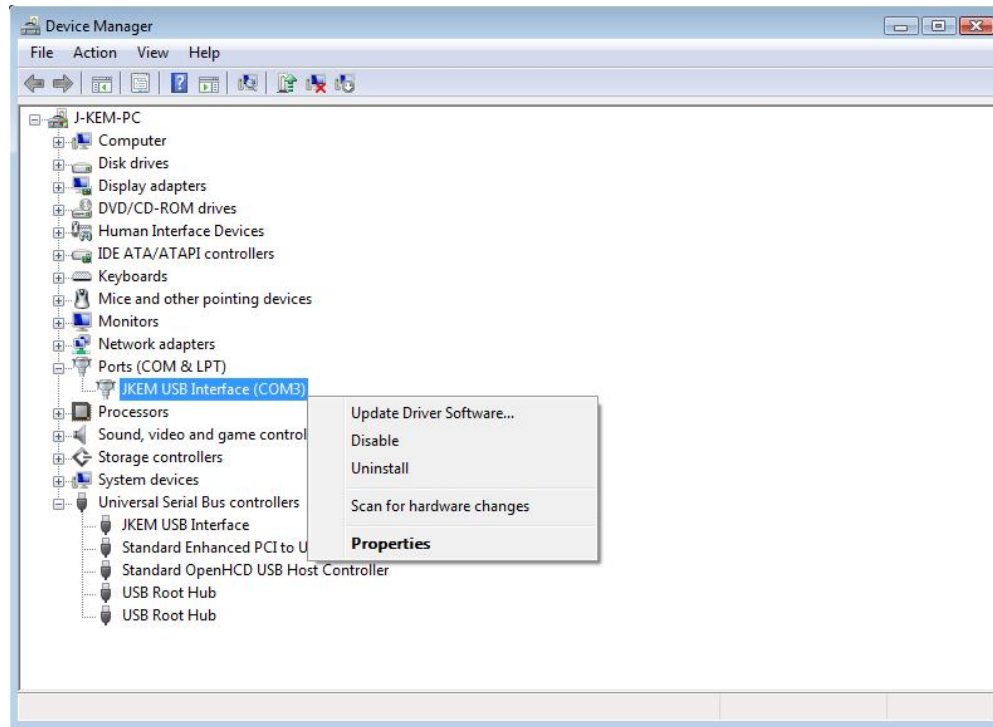 Device Manager
File Action View Help
J-KEM-PC
Computer
Disk drives
Display adapters
DVD/CD-ROM drives
Human Interface Devices
IDE ATA/ATAPI controllers
Keyboards
Mice and other pointing devices
Monitors
Network adapters
Ports (COM & LPT)
JKEM USB Interface (COM3)
Processors
Sound, video and game control
Storage controllers
System devices
Universal Serial Bus controllers
JKEM USB Interface
Standard Enhanced PCI to U
Standard OpenHCD USB Host Controller
USB Root Hub
USB Root Hub
Update Driver Software...
Disable
Uninstall
Scan for hardware changes
Properties